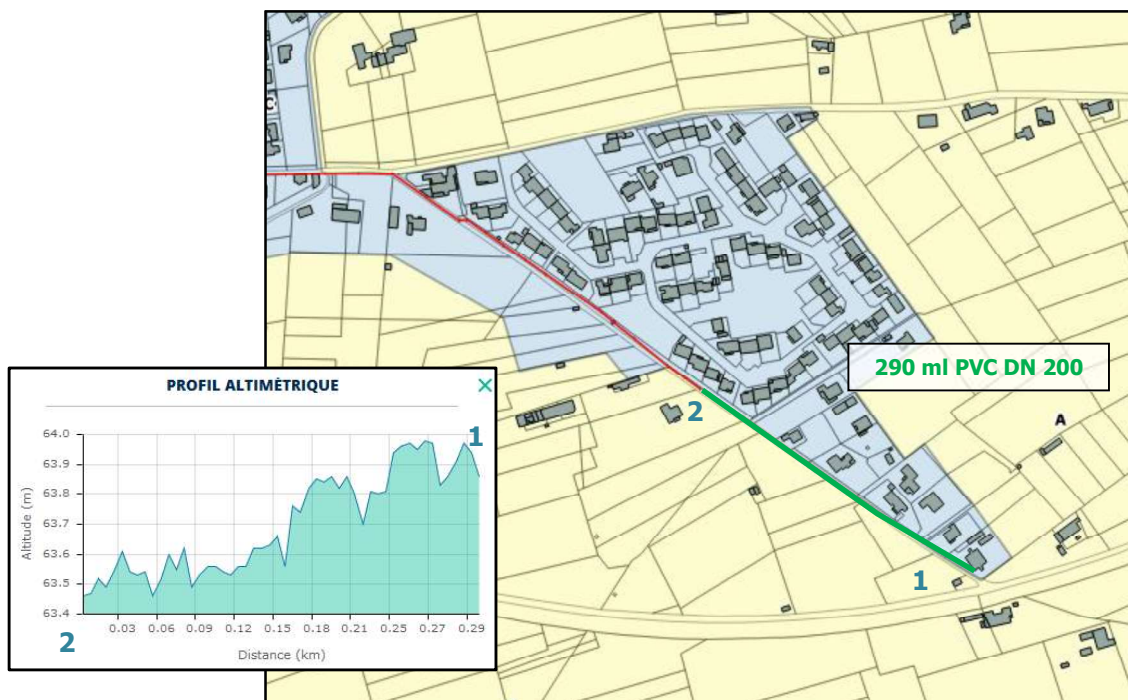 C
290 ml PVC DN 200
A
2
1
PROFIL ALTIMÉTRIQUE
×
1
64.0
63.9
63.8
63.7
63.6
63.5
63.4
Altitude (m)
0.03 0.06 0.09 0.12 0.15 0.18 0.21 0.25 0.27 0.29
Distance (km)
2